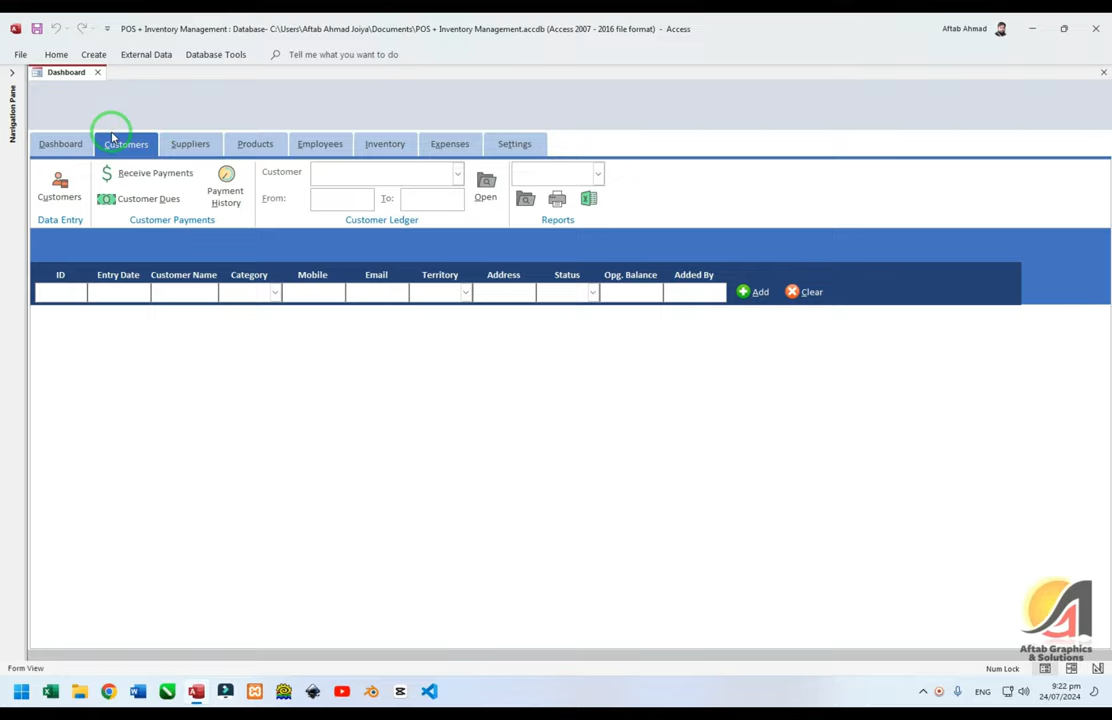 POS + Inventory Management : Database- C:\Users\Aftab Ahmad Joiya\Documents\POS + Inventory Management.accdb (Access 2007 - 2016 file format) - Access
Aftab Ahmad
File Home Create External Data Database Tools Tell me what you want to do
Dashboard
Navigation Pane
Dashboard Customers Suppliers Products Employees Inventory Expenses Settings
Customers
Data Entry
Receive Payments
Customer Dues
Payment
History
Customer Payments
Customer
From: To:
Open
Customer Ledger
Reports
ID Entry Date Customer Name Category Mobile Email Territory Address Status Opg. Balance Added By
Add Clear
Aftab Graphics
& Solutions
Form View
Num Lock
ENG
9:22 pm
24/07/2024